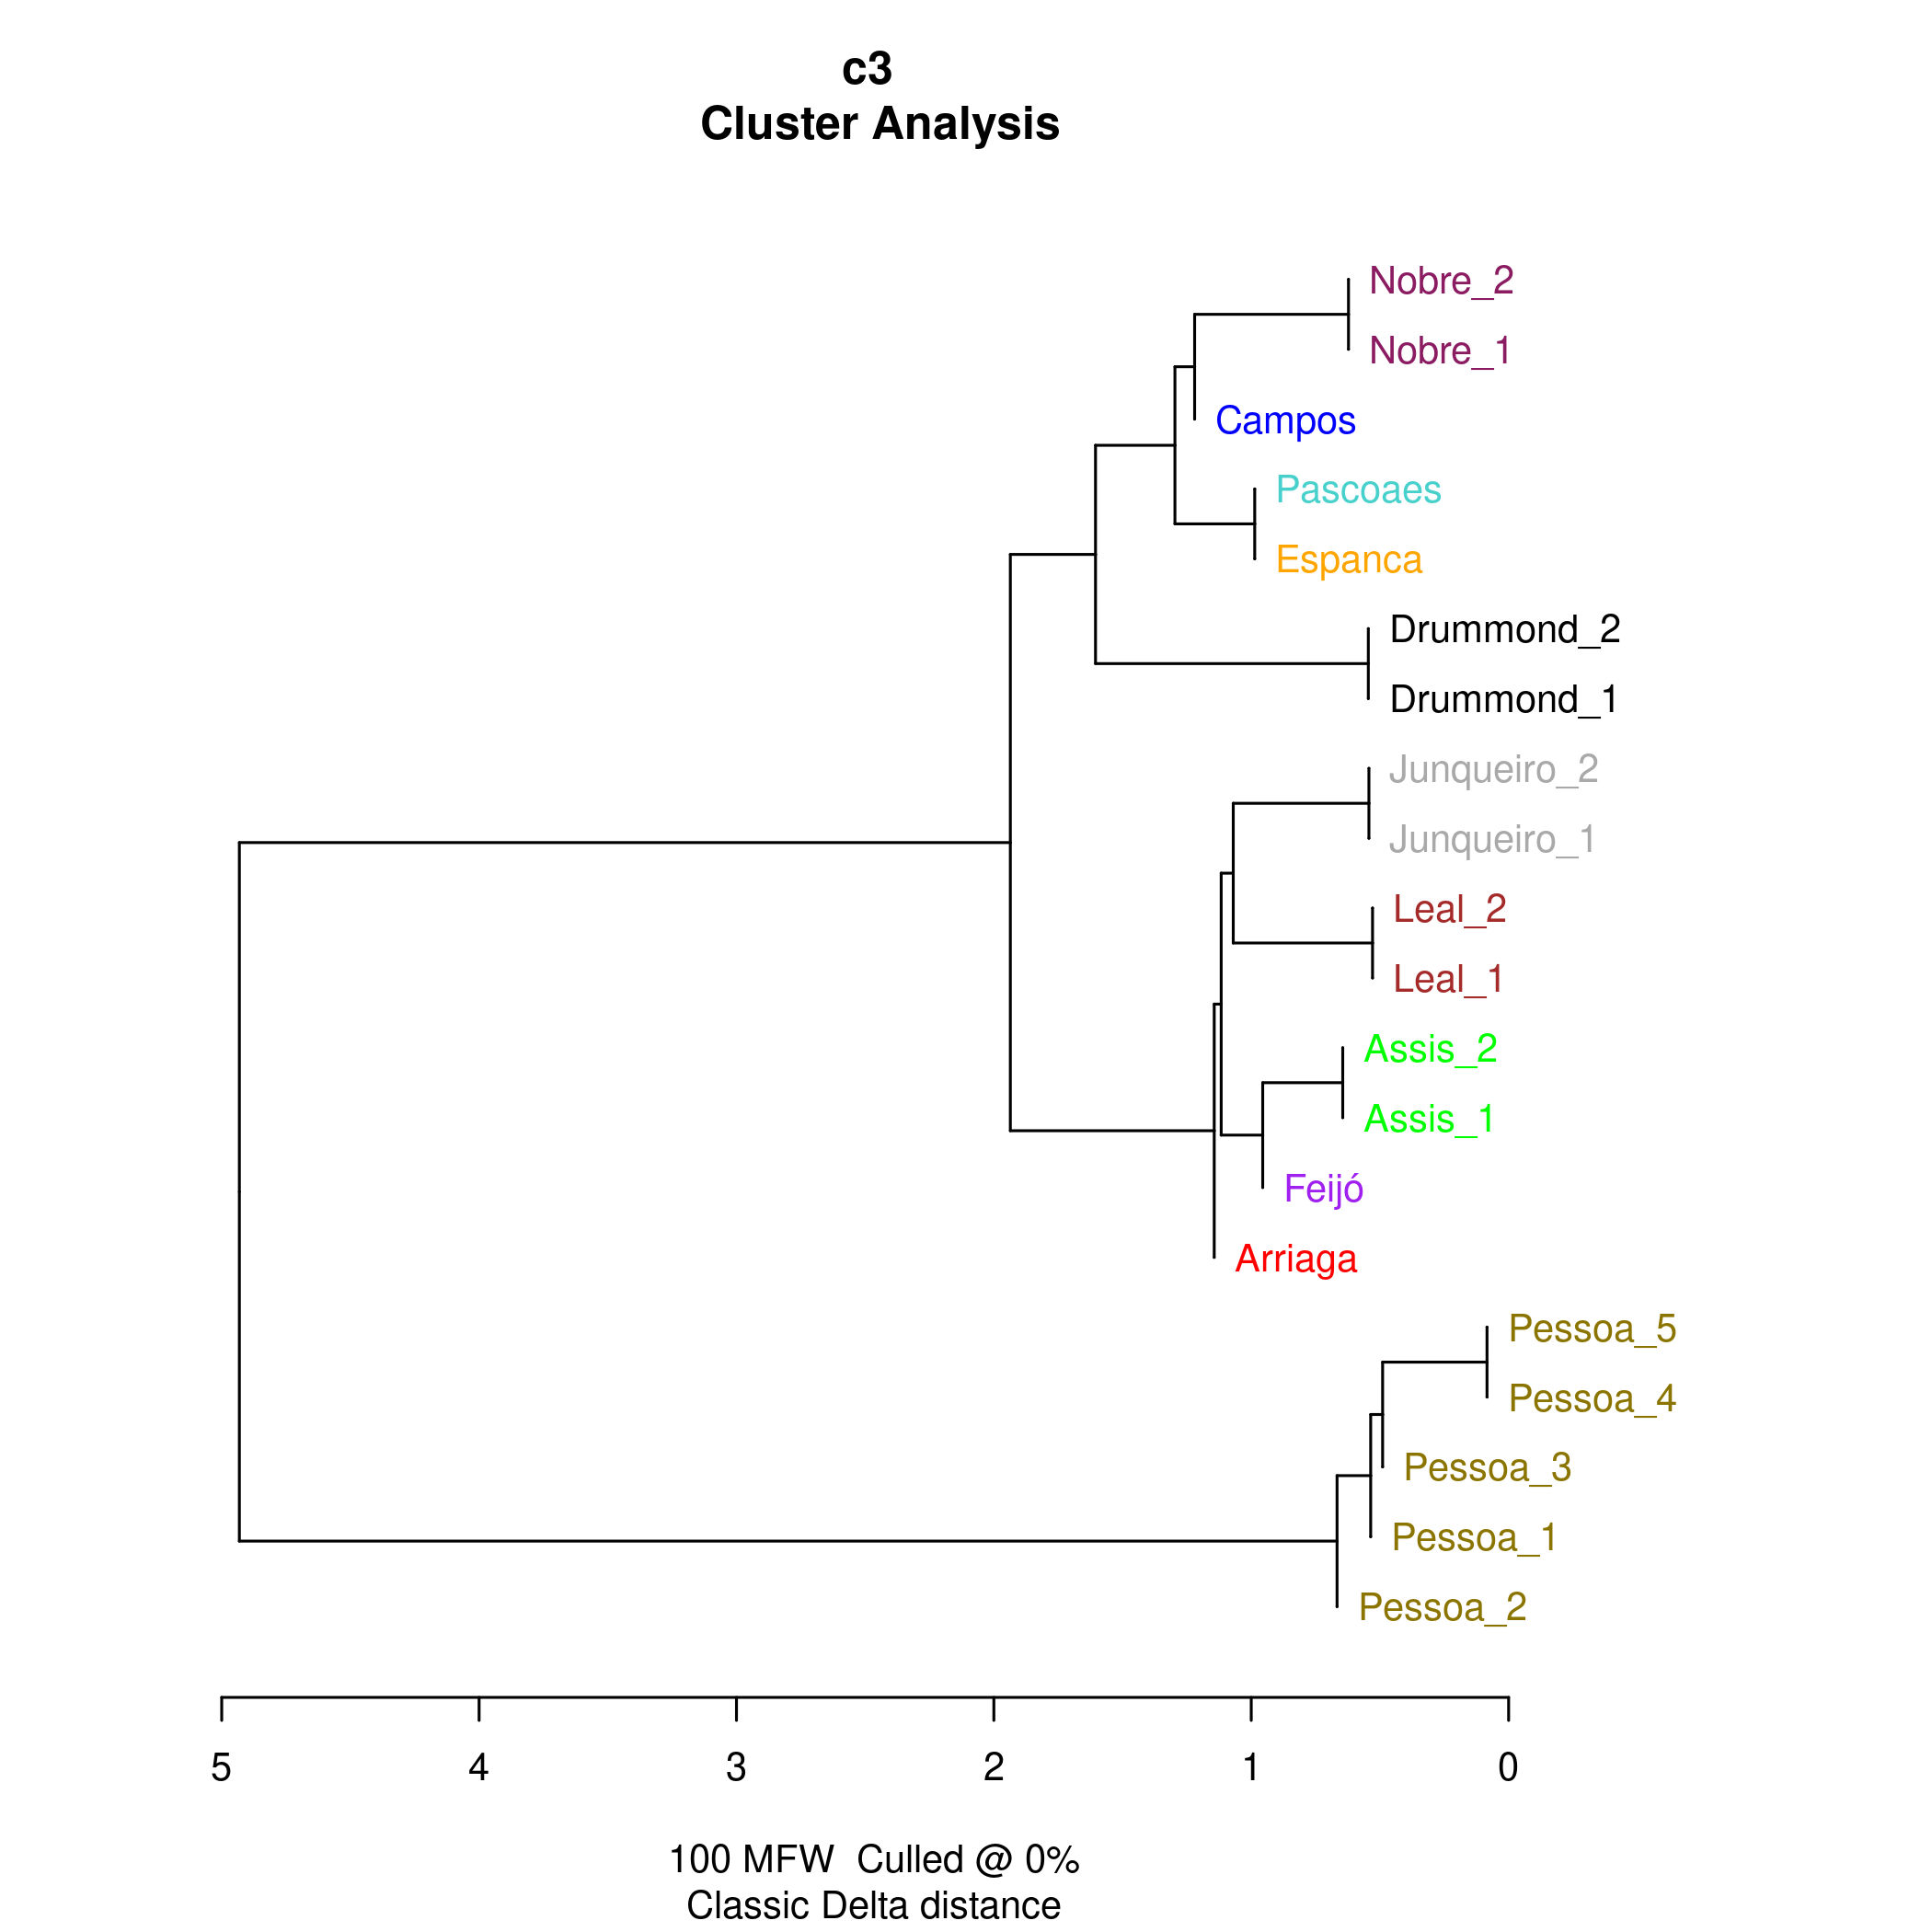 c3
Cluster Analysis
Nobre_2
Nobre_1
Campos
Pascoaes
Espanca
Drummond_2
Drummond_1
Junqueiro_2
Junqueiro_1
Leal_2
Leal_1
Assis_2
Assis_1
Feijó
Arriaga
Pessoa_5
Pessoa_4
Pessoa_3
Pessoa_1
Pessoa_2
5 4 3 2 1 0
100 MFW  Culled @ 0%
Classic Delta distance